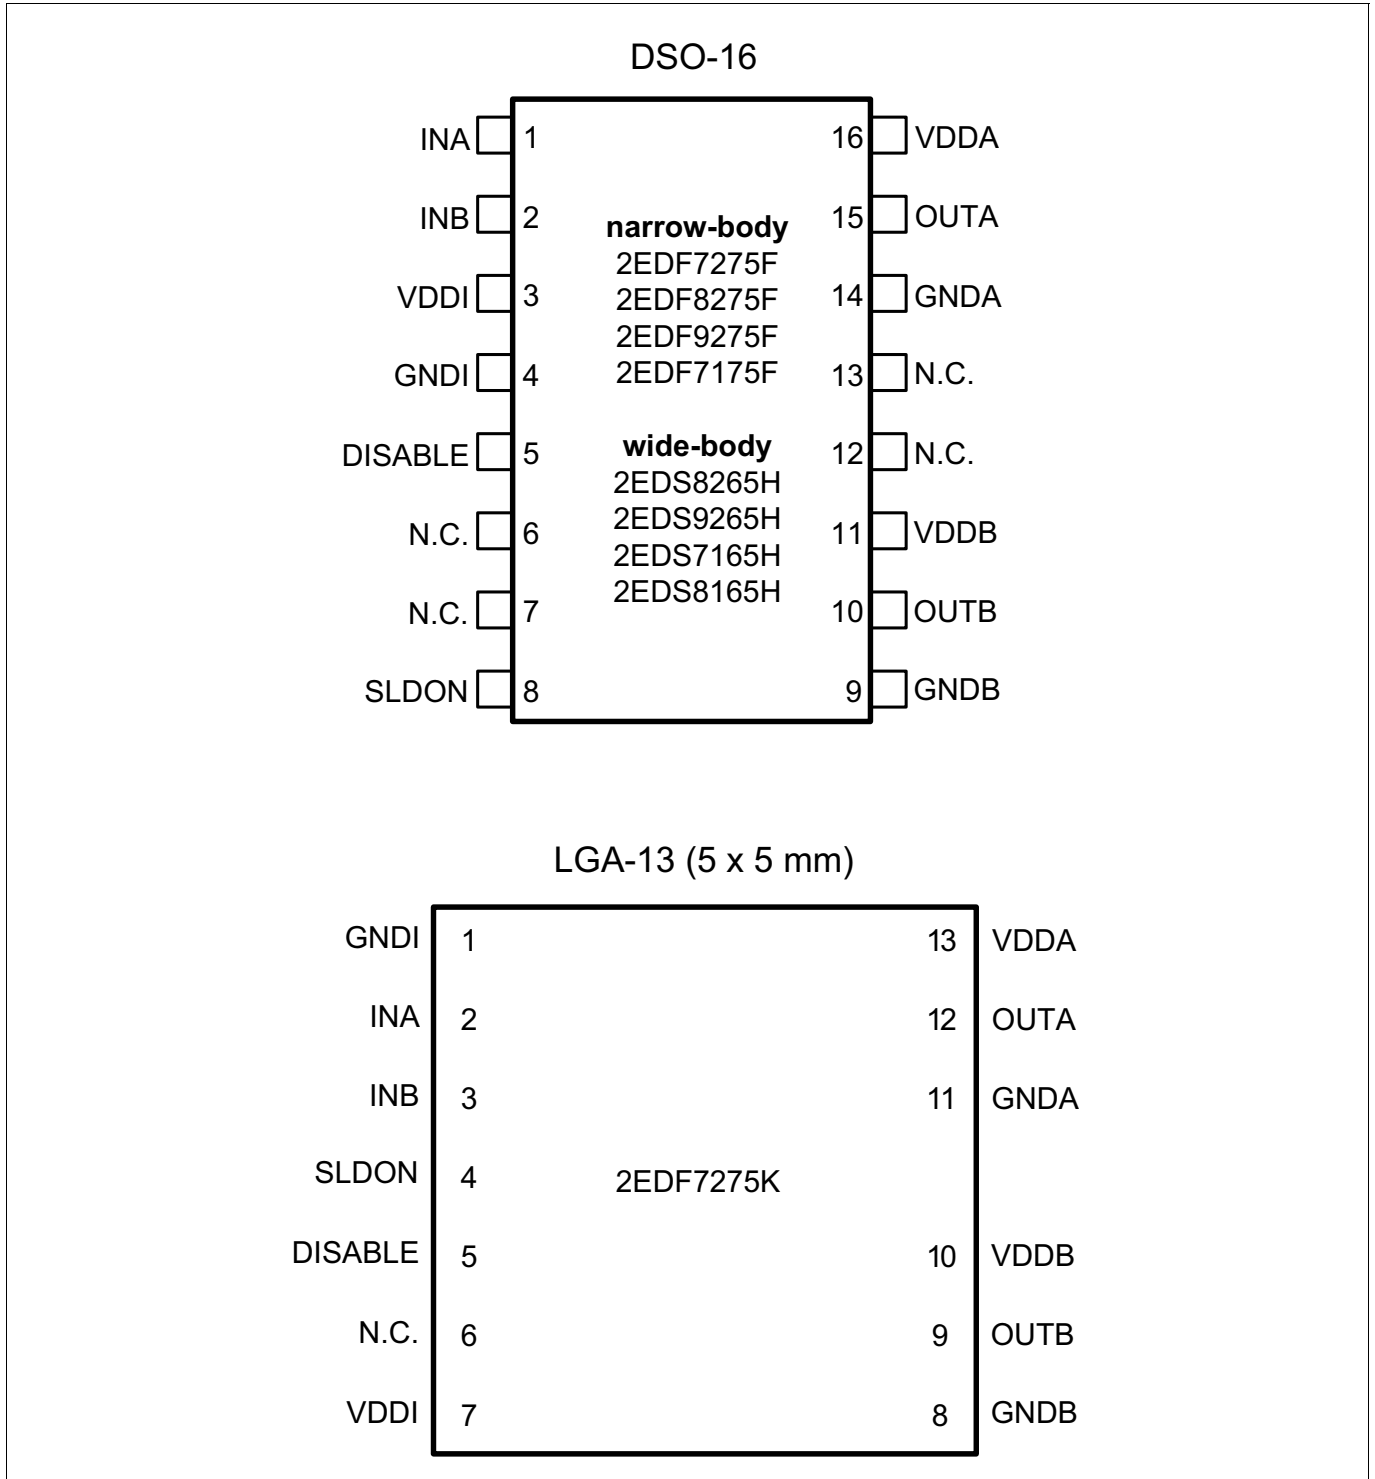 DSO-16
INA 1 16 VDDA
INB 2 15 OUTA
narrow-body
2EDF7275F
VDDI 3 14 GNDA
2EDF8275F
2EDF9275F
GNDI 4 2EDF7175F 13 N.C.
DISABLE 5 wide-body 12 N.C.
2EDS8265H
2EDS9265H
N.C. 6 11 VDDB
2EDS7165H
2EDS8165H
N.C. 7 10 OUTB
SLDON 8 9 GNDB
LGA-13 (5 x 5 mm)
GNDI 1 13 VDDA
INA 2 12 OUTA
INB 3 11 GNDA
SLDON 4 2EDF7275K
DISABLE 5 10 VDDB
N.C. 6 9 OUTB
VDDI 7 8 GNDB